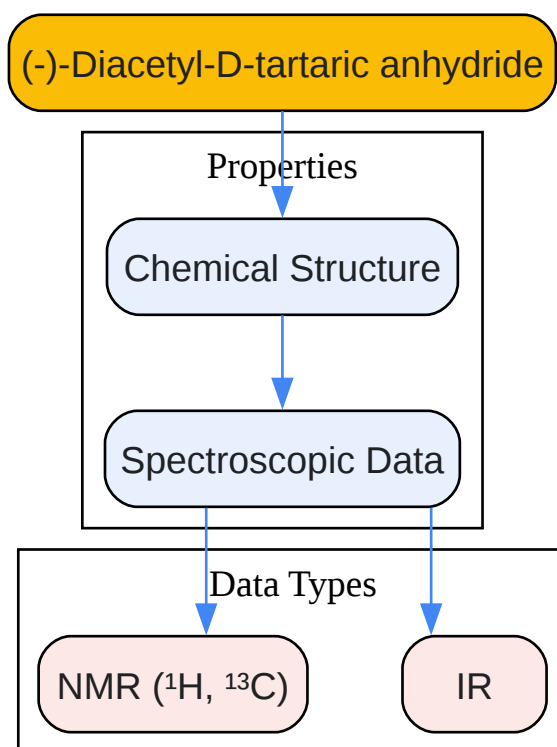 (-)-Diacetyl-D-tartaric anhydride
Properties
Chemical Structure
Spectroscopic Data
Data Types
NMR (¹H, ¹³C)
IR